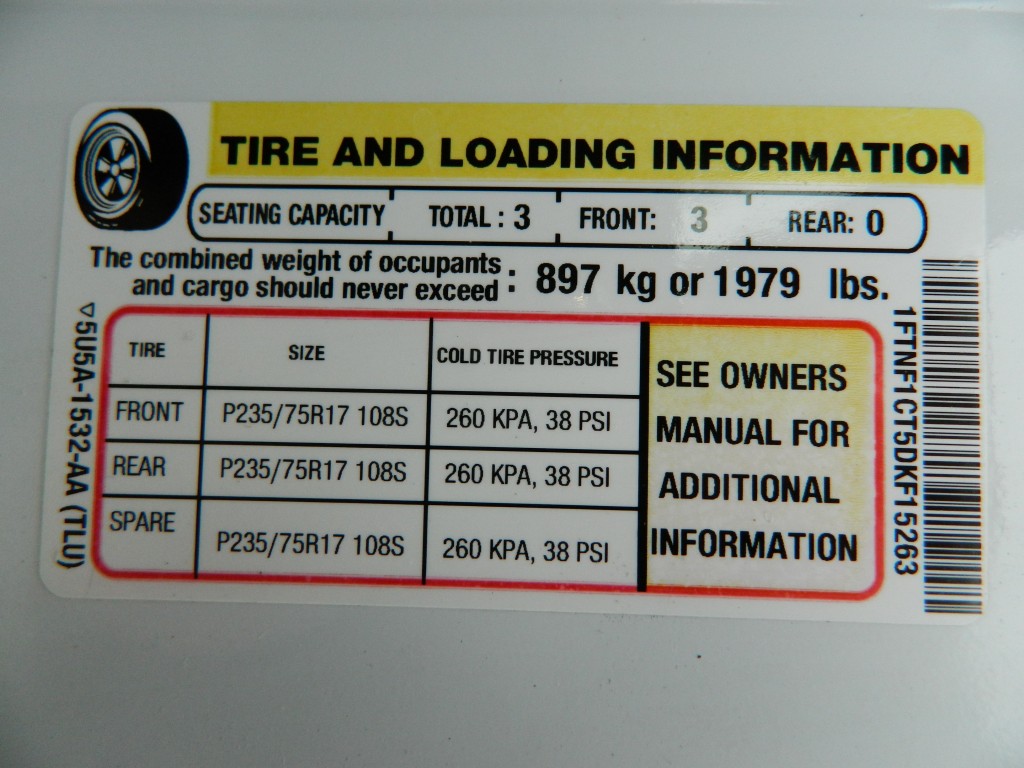 TIRE AND LOADING INFORMATION
SEATING CAPACITY TOTAL : 3 FRONT: 3 REAR: 0
The combined weight of occupants
and cargo should never exceed : 897 kg or 1979 lbs.
TIRE SIZE COLD TIRE PRESSURE
FRONT P235/75R17 108S 260 KPA, 38 PSI
REAR P235/75R17 108S 260 KPA, 38 PSI
SPARE P235/75R17 108S 260 KPA, 38 PSI
SEE OWNERS
MANUAL FOR
ADDITIONAL
INFORMATION
▽5U5A-1532-AA (TLU)
1FTNF1CT5DKF15263